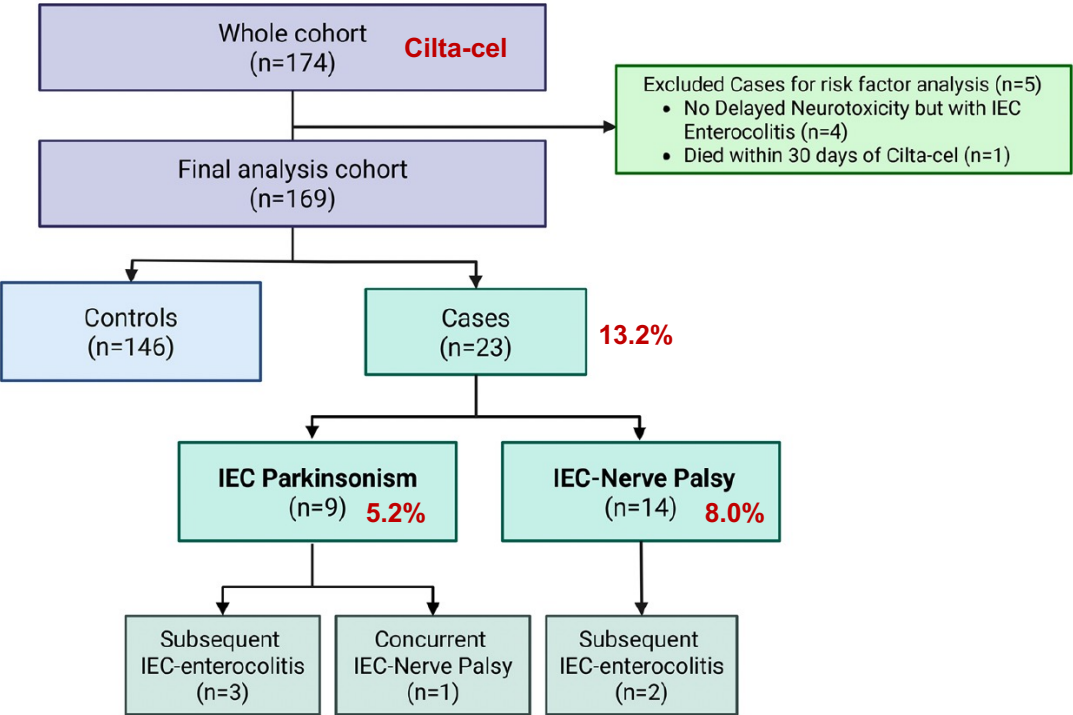 Whole cohort
(n=174)
Cilta-cel
Excluded Cases for risk factor analysis (n=5)
• No Delayed Neurotoxicity but with IEC
Enterocolitis (n=4)
• Died within 30 days of Cilta-cel (n=1)
Final analysis cohort
(n=169)
Controls
(n=146)
Cases
(n=23)
13.2%
IEC Parkinsonism
(n=9) 5.2%
IEC-Nerve Palsy
(n=14) 8.0%
Subsequent
IEC-enterocolitis
(n=3)
Concurrent
IEC-Nerve Palsy
(n=1)
Subsequent
IEC-enterocolitis
(n=2)